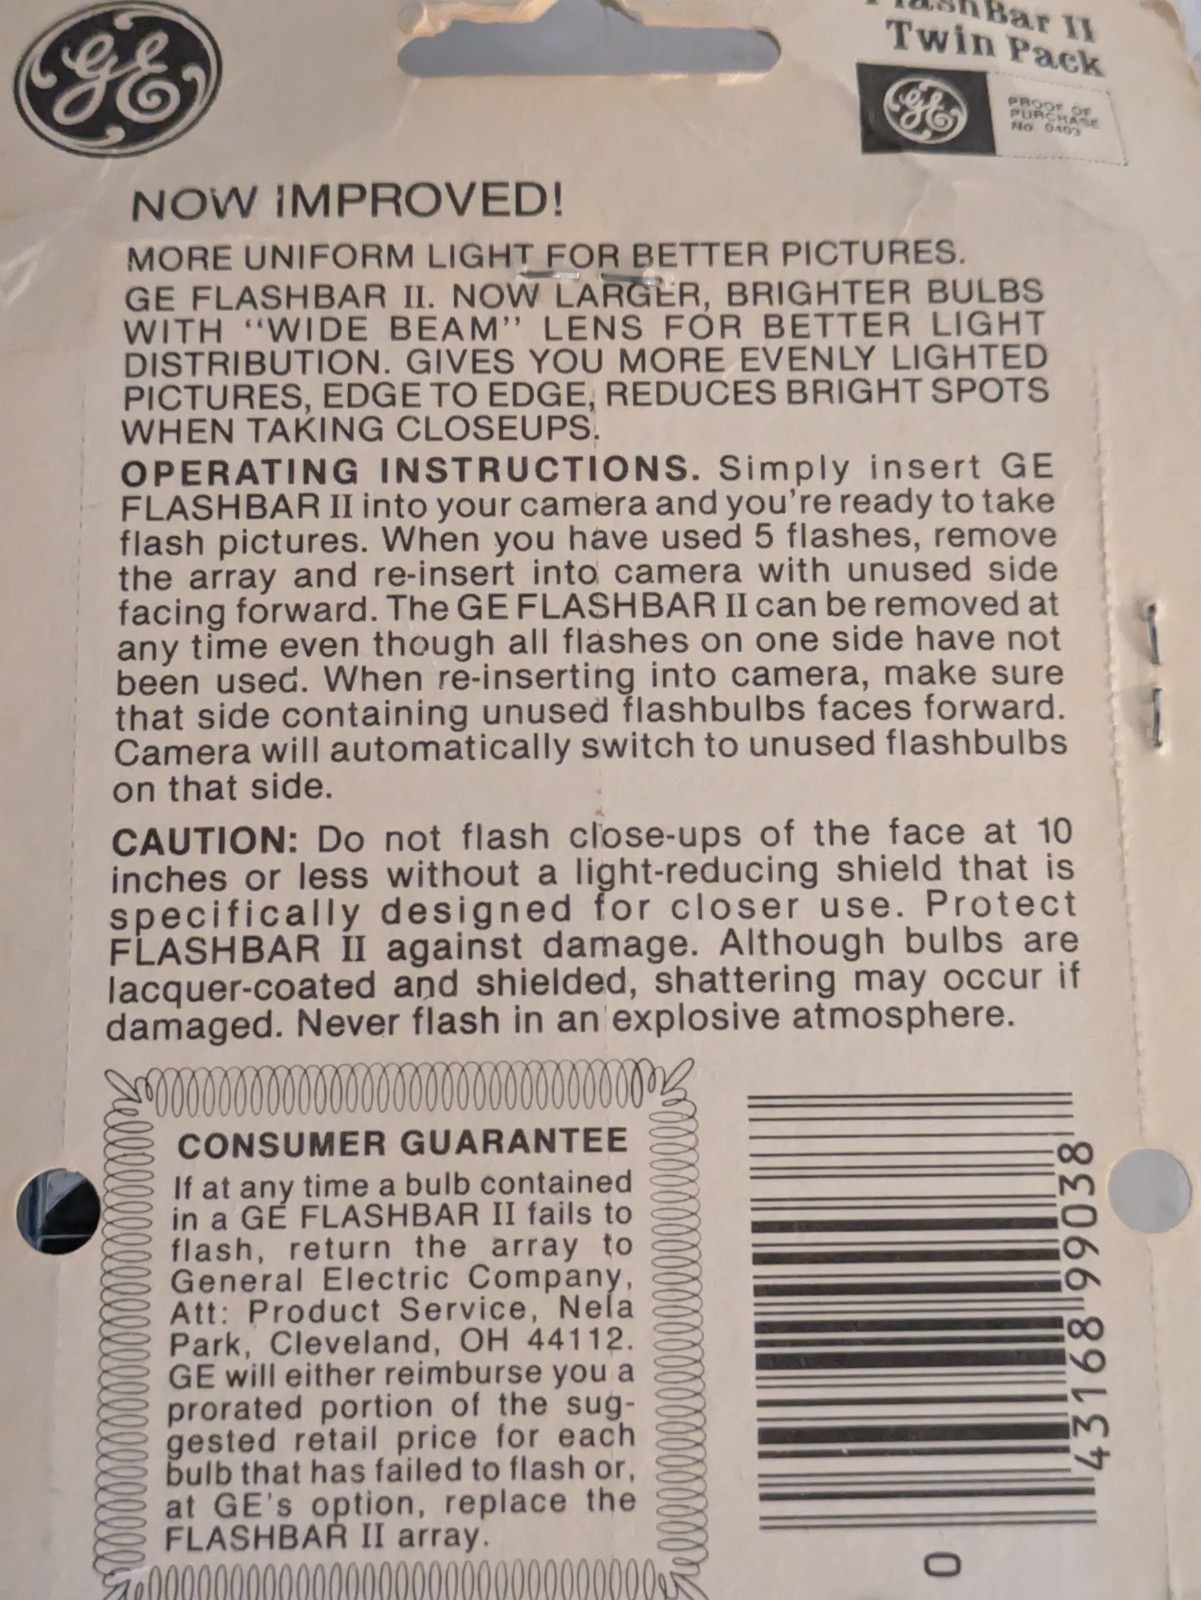 GE
FlashBar II
Twin Pack
GE
PROOF OF
PURCHASE
No. 0403
NOW IMPROVED!
MORE UNIFORM LIGHT FOR BETTER PICTURES.
GE FLASHBAR II. NOW LARGER, BRIGHTER BULBS
WITH "WIDE BEAM" LENS FOR BETTER LIGHT
DISTRIBUTION. GIVES YOU MORE EVENLY LIGHTED
PICTURES, EDGE TO EDGE, REDUCES BRIGHT SPOTS
WHEN TAKING CLOSEUPS.
OPERATING INSTRUCTIONS. Simply insert GE
FLASHBAR II into your camera and you're ready to take
flash pictures. When you have used 5 flashes, remove
the array and re-insert into camera with unused side
facing forward. The GE FLASHBAR II can be removed at
any time even though all flashes on one side have not
been used. When re-inserting into camera, make sure
that side containing unused flashbulbs faces forward.
Camera will automatically switch to unused flashbulbs
on that side.
CAUTION: Do not flash close-ups of the face at 10
inches or less without a light-reducing shield that is
specifically designed for closer use. Protect
FLASHBAR II against damage. Although bulbs are
lacquer-coated and shielded, shattering may occur if
damaged. Never flash in an explosive atmosphere.
CONSUMER GUARANTEE
If at any time a bulb contained
in a GE FLASHBAR II fails to
flash, return the array to
General Electric Company,
Att: Product Service, Nela
Park, Cleveland, OH 44112.
GE will either reimburse you a
prorated portion of the sug-
gested retail price for each
bulb that has failed to flash or,
at GE's option, replace the
FLASHBAR II array.
43168 99038
0